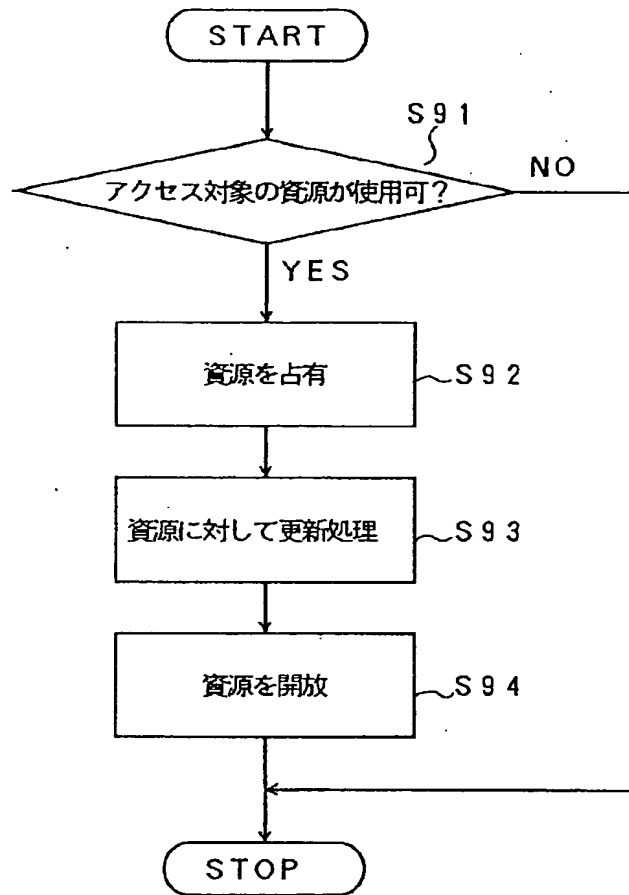 START
S91
アクセス対象の資源が使用可?
NO
YES
資源を占有
S92
資源に対して更新処理
S93
資源を開放
S94
STOP